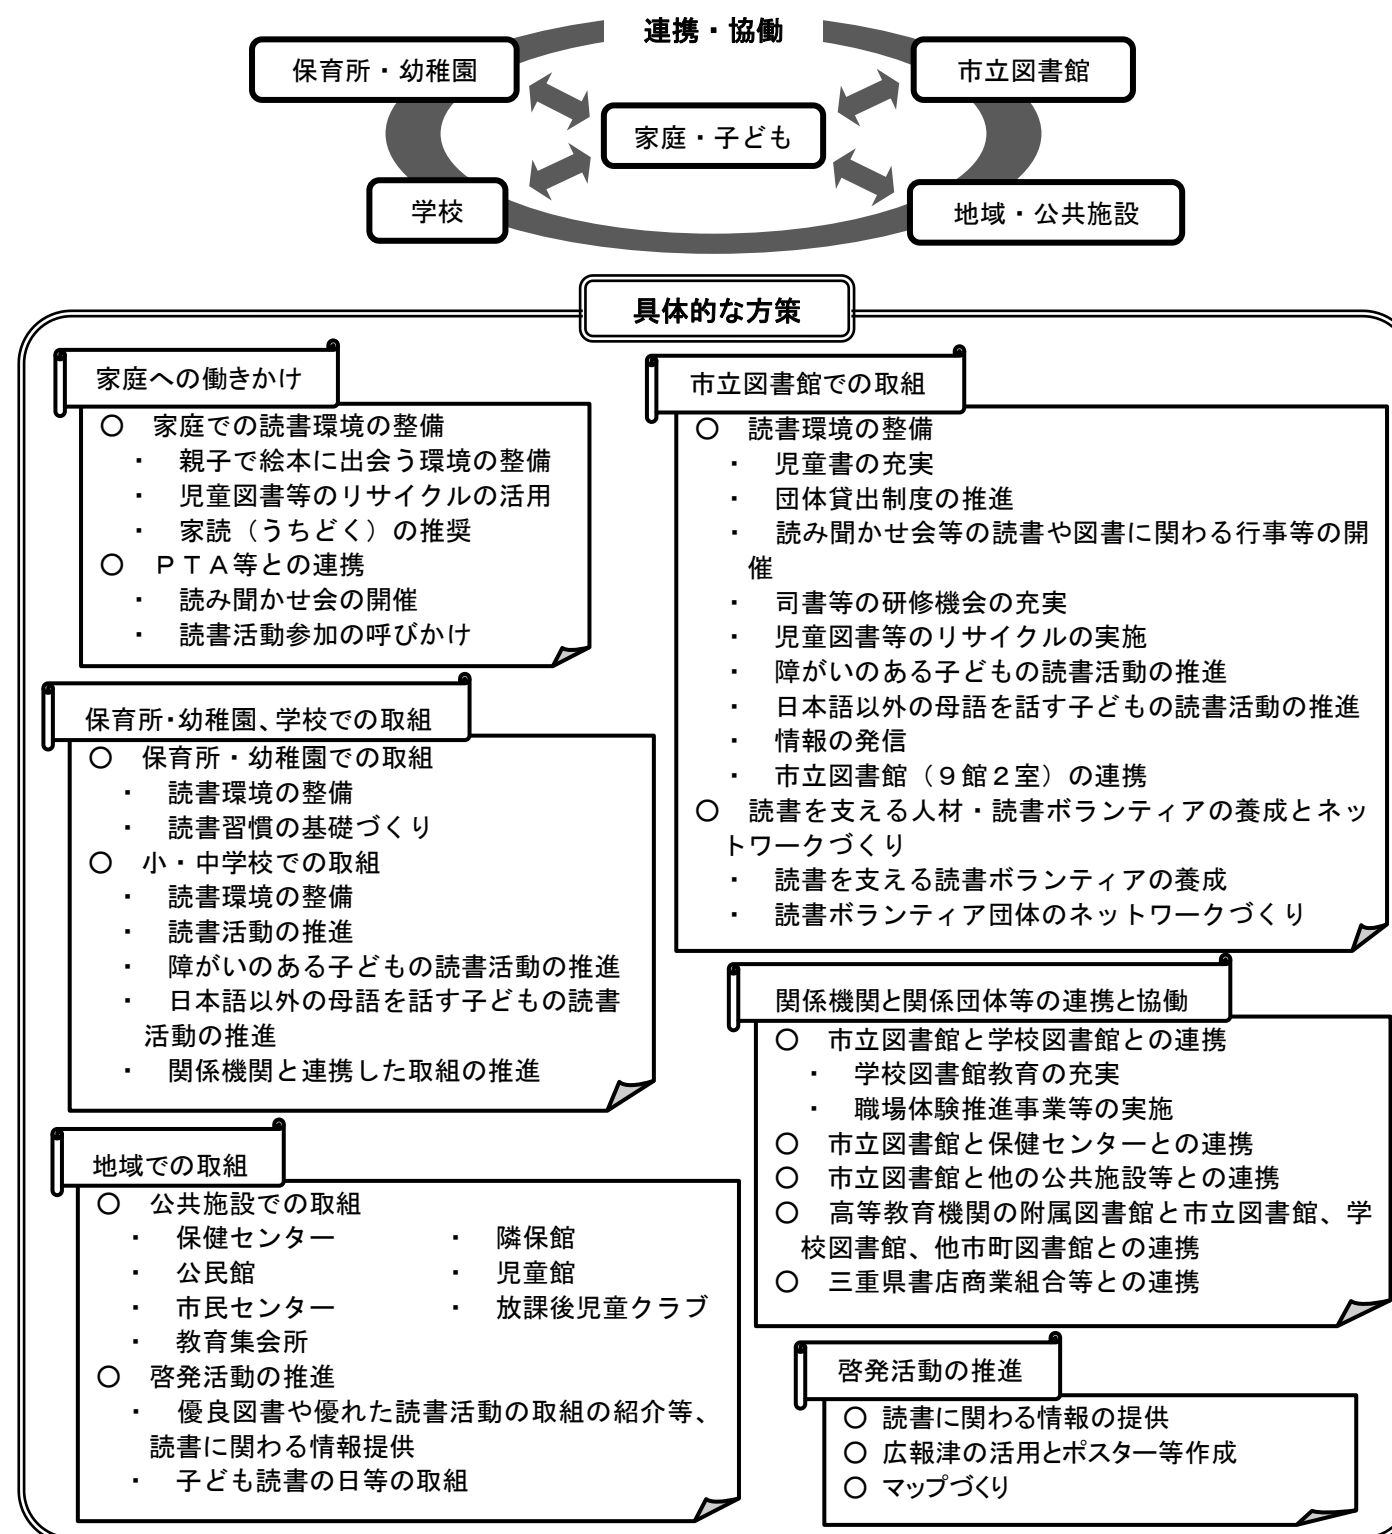 連携・協働
保育所・幼稚園
市立図書館
家庭・子ども
学校
地域・公共施設
具体的な方策
家庭への働きかけ
○ 家庭での読書環境の整備
・ 親子で絵本に出会う環境の整備
・ 児童図書等のリサイクルの活用
・ 家読（うちどく）の推奨
○ ＰＴＡ等との連携
・ 読み聞かせ会の開催
・ 読書活動参加の呼びかけ
保育所・幼稚園、学校での取組
○ 保育所・幼稚園での取組
・ 読書環境の整備
・ 読書習慣の基礎づくり
○ 小・中学校での取組
・ 読書環境の整備
・ 読書活動の推進
・ 障がいのある子どもの読書活動の推進
・ 日本語以外の母語を話す子どもの読書
活動の推進
・ 関係機関と連携した取組の推進
地域での取組
○ 公共施設での取組
・ 保健センター ・ 隣保館
・ 公民館 ・ 児童館
・ 市民センター ・ 放課後児童クラブ
・ 教育集会所
○ 啓発活動の推進
・ 優良図書や優れた読書活動の取組の紹介等、
読書に関わる情報提供
・ 子ども読書の日等の取組
市立図書館での取組
○ 読書環境の整備
・ 児童書の充実
・ 団体貸出制度の推進
・ 読み聞かせ会等の読書や図書に関わる行事等の開
催
・ 司書等の研修機会の充実
・ 児童図書等のリサイクルの実施
・ 障がいのある子どもの読書活動の推進
・ 日本語以外の母語を話す子どもの読書活動の推進
・ 情報の発信
・ 市立図書館（９館２室）の連携
○ 読書を支える人材・読書ボランティアの養成とネッ
トワークづくり
・ 読書を支える読書ボランティアの養成
・ 読書ボランティア団体のネットワークづくり
関係機関と関係団体等の連携と協働
○ 市立図書館と学校図書館との連携
・ 学校図書館教育の充実
・ 職場体験推進事業等の実施
○ 市立図書館と保健センターとの連携
○ 市立図書館と他の公共施設等との連携
○ 高等教育機関の附属図書館と市立図書館、学
校図書館、他市町図書館との連携
○ 三重県書店商業組合等との連携
啓発活動の推進
○ 読書に関わる情報の提供
○ 広報津の活用とポスター等作成
○ マップづくり